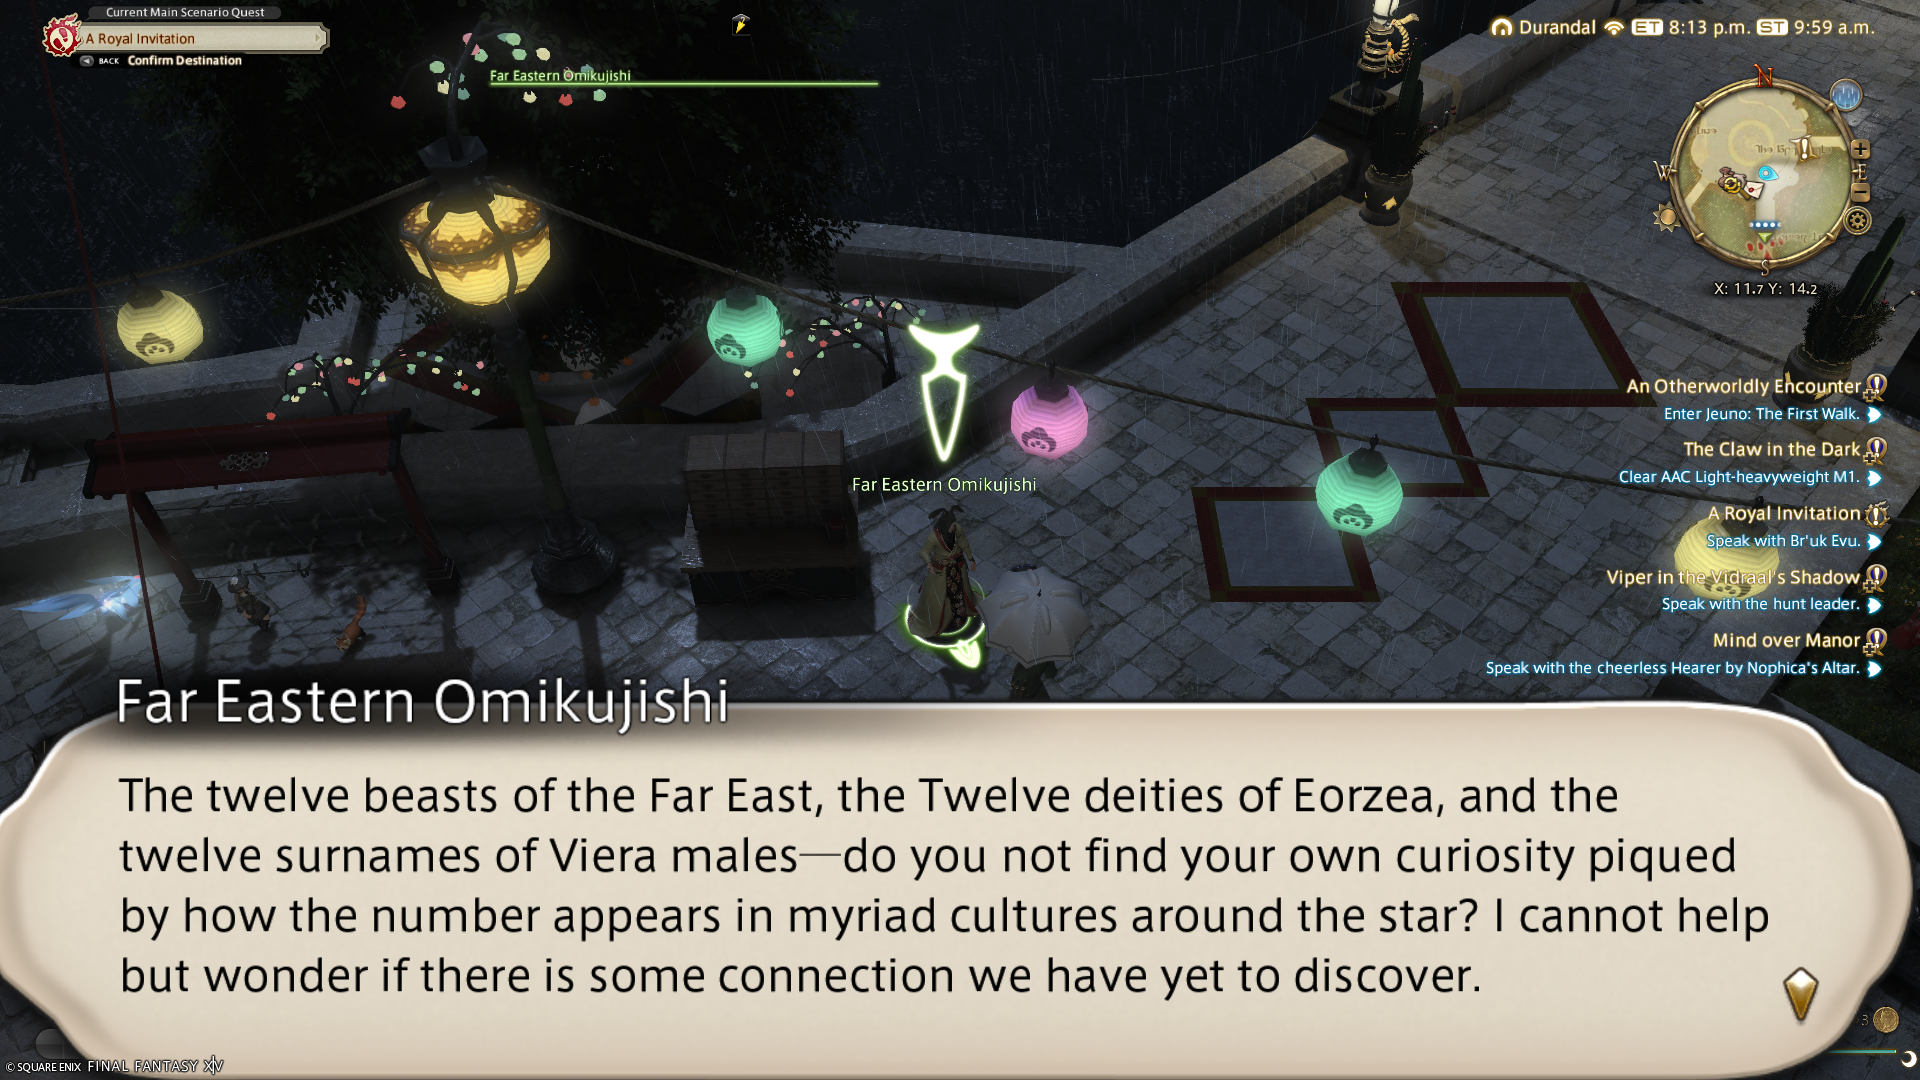 Current Main Scenario Quest
A Royal Invitation
BACK Confirm Destination
Far Eastern Omikujishi
Durandal ET 8:13 p.m. ST 9:59 a.m.
N
W
E
S
X: 11.7 Y: 14.2
An Otherworldly Encounter
Enter Jeuno: The First Walk.
The Claw in the Dark
Clear AAC Light-heavyweight M1.
A Royal Invitation
Speak with Br'uk Evu.
Viper in the Vidraal's Shadow
Speak with the hunt leader.
Mind over Manor
Speak with the cheerless Hearer by Nophica's Altar.
Far Eastern Omikujishi
Far Eastern Omikujishi
The twelve beasts of the Far East, the Twelve deities of Eorzea, and the
twelve surnames of Viera males—do you not find your own curiosity piqued
by how the number appears in myriad cultures around the star? I cannot help
but wonder if there is some connection we have yet to discover.
3
© SQUARE ENIX FINAL FANTASY XIV